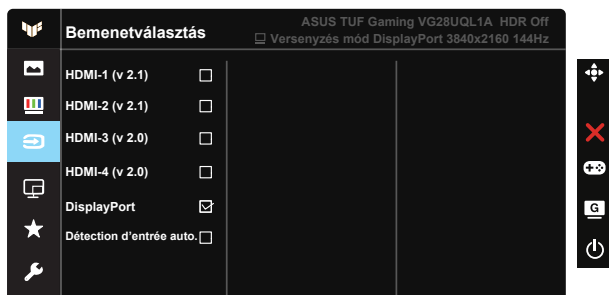 Bemenetválasztás
ASUS TUF Gaming VG28UQL1A HDR Off
Versenyzés mód DisplayPort 3840x2160 144Hz
HDMI-1 (v 2.1)
HDMI-2 (v 2.1)
HDMI-3 (v 2.0)
HDMI-4 (v 2.0)
DisplayPort
Détection d’entrée auto.
G